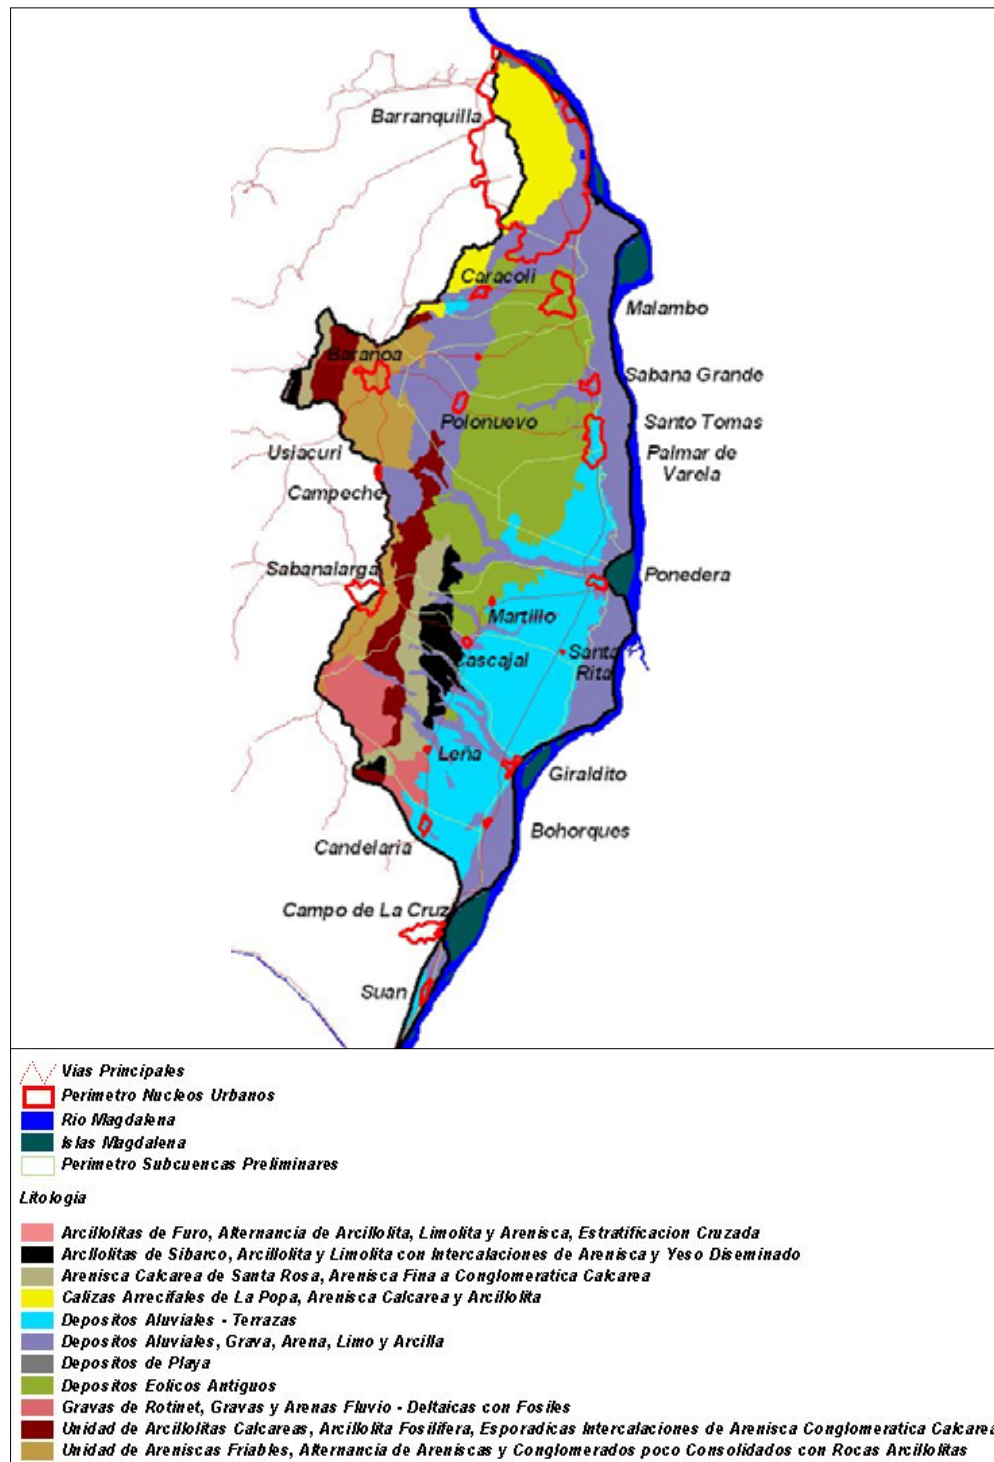 Barranquilla
Caracoli
Malambo
Baranoa
Sabana Grande
Polonuevo
Santo Tomas
Usiacuri
Palmar de
Varela
Campeche
Sabanalarga
Ponedera
Martillo
Cascajal
Santa
Rita
Leña
Giraldito
Bohorques
Candelaria
Campo de La Cruz
Suan
Vias Principales
Perimetro Nucleos Urbanos
Rio Magdalena
Islas Magdalena
Perimetro Subcuencas Preliminares
Litologia
Arcillolitas de Furo, Alternancia de Arcillolita, Limolita y Arenisca, Estratificacion Cruzada
Arcllolitas de Sibarco, Arcillolita y Limolita con Intercalaciones de Arenisca y Yeso Diseminado
Arenisca Calcarea de Santa Rosa, Arenisca Fina a Conglomeratica Calcarea
Calizas Arrecifales de La Popa, Arenisca Calcarea y Arcillolita
Depositos Aluviales - Terrazas
Depositos Aluviales, Grava, Arena, Limo y Arcilla
Depositos de Playa
Depositos Eolicos Antiguos
Gravas de Rotinet, Gravas y Arenas Fluvio - Deltaicas con Fosiles
Unidad de Arcillolitas Calcareas, Arcillolita Fosilifera, Esporadicas Intercalaciones de Arenisca Conglomeratica Calcarea
Unidad de Areniscas Friables, Alternancia de Areniscas y Conglomerados poco Consolidados con Rocas Arcillolitas